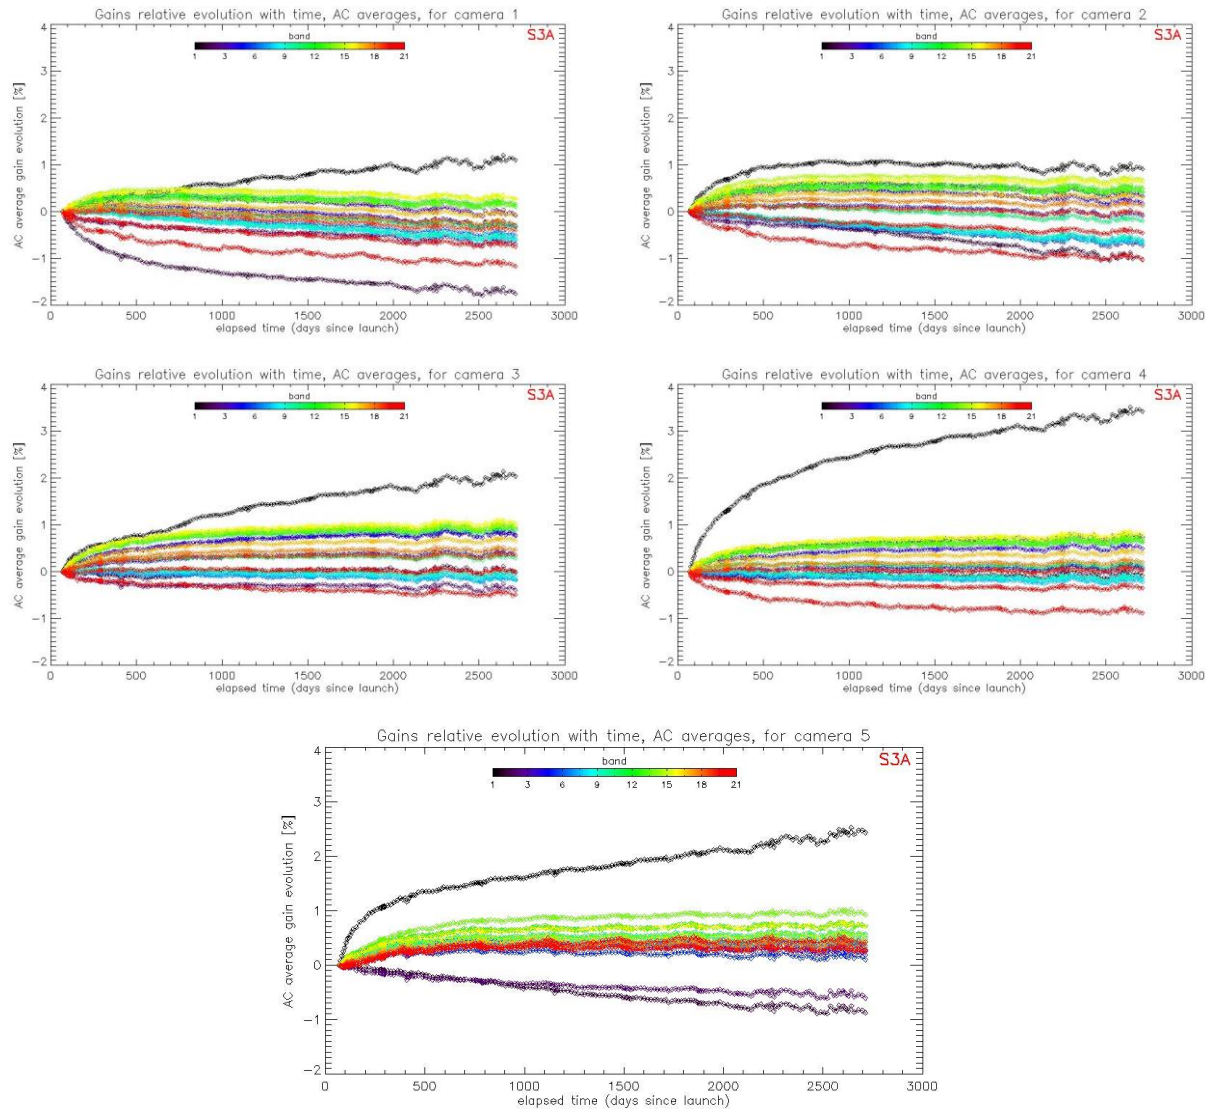 Gains relative evolution with time, AC averages, for camera 1
S3A
band
1 3 6 9 12 15 18 21
AC average gain evolution [%]
4
3
2
1
0
-1
-2
0 500 1000 1500 2000 2500 3000
elapsed time (days since launch)
Gains relative evolution with time, AC averages, for camera 2
S3A
band
1 3 6 9 12 15 18 21
AC average gain evolution [%]
4
3
2
1
0
-1
-2
0 500 1000 1500 2000 2500 3000
elapsed time (days since launch)
Gains relative evolution with time, AC averages, for camera 3
S3A
band
1 3 6 9 12 15 18 21
AC average gain evolution [%]
4
3
2
1
0
-1
-2
0 500 1000 1500 2000 2500 3000
elapsed time (days since launch)
Gains relative evolution with time, AC averages, for camera 4
S3A
band
1 3 6 9 12 15 18 21
AC average gain evolution [%]
4
3
2
1
0
-1
-2
0 500 1000 1500 2000 2500 3000
elapsed time (days since launch)
Gains relative evolution with time, AC averages, for camera 5
S3A
band
1 3 6 9 12 15 18 21
AC average gain evolution [%]
4
3
2
1
0
-1
-2
0 500 1000 1500 2000 2500 3000
elapsed time (days since launch)